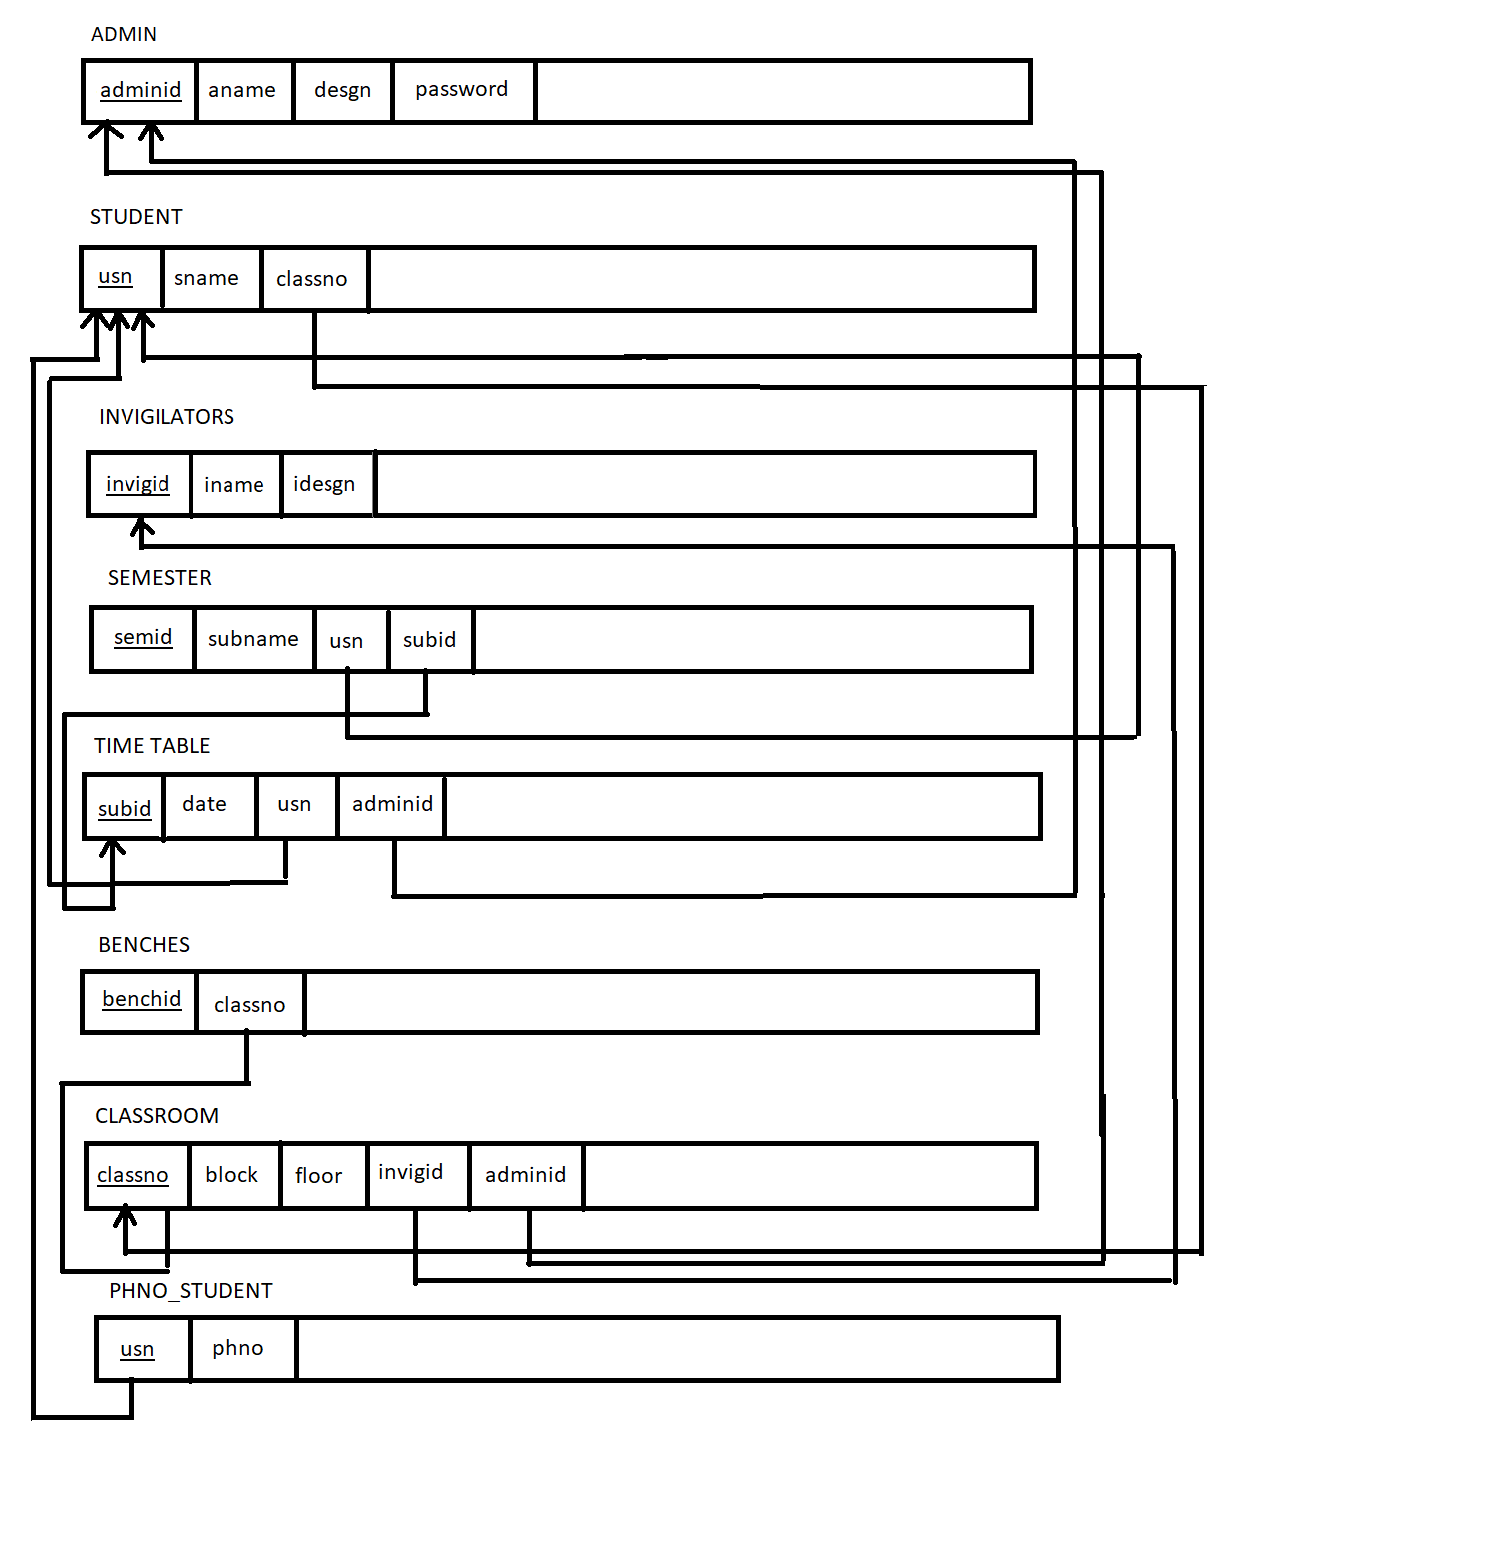 ADMIN
adminid aname desgn password
STUDENT
usn sname classno
INVIGILATORS
invigid iname idesgn
SEMESTER
semid subname usn subid
TIME TABLE
subid date usn adminid
BENCHES
benchid classno
CLASSROOM
classno block floor invigid adminid
PHNO_STUDENT
usn phno